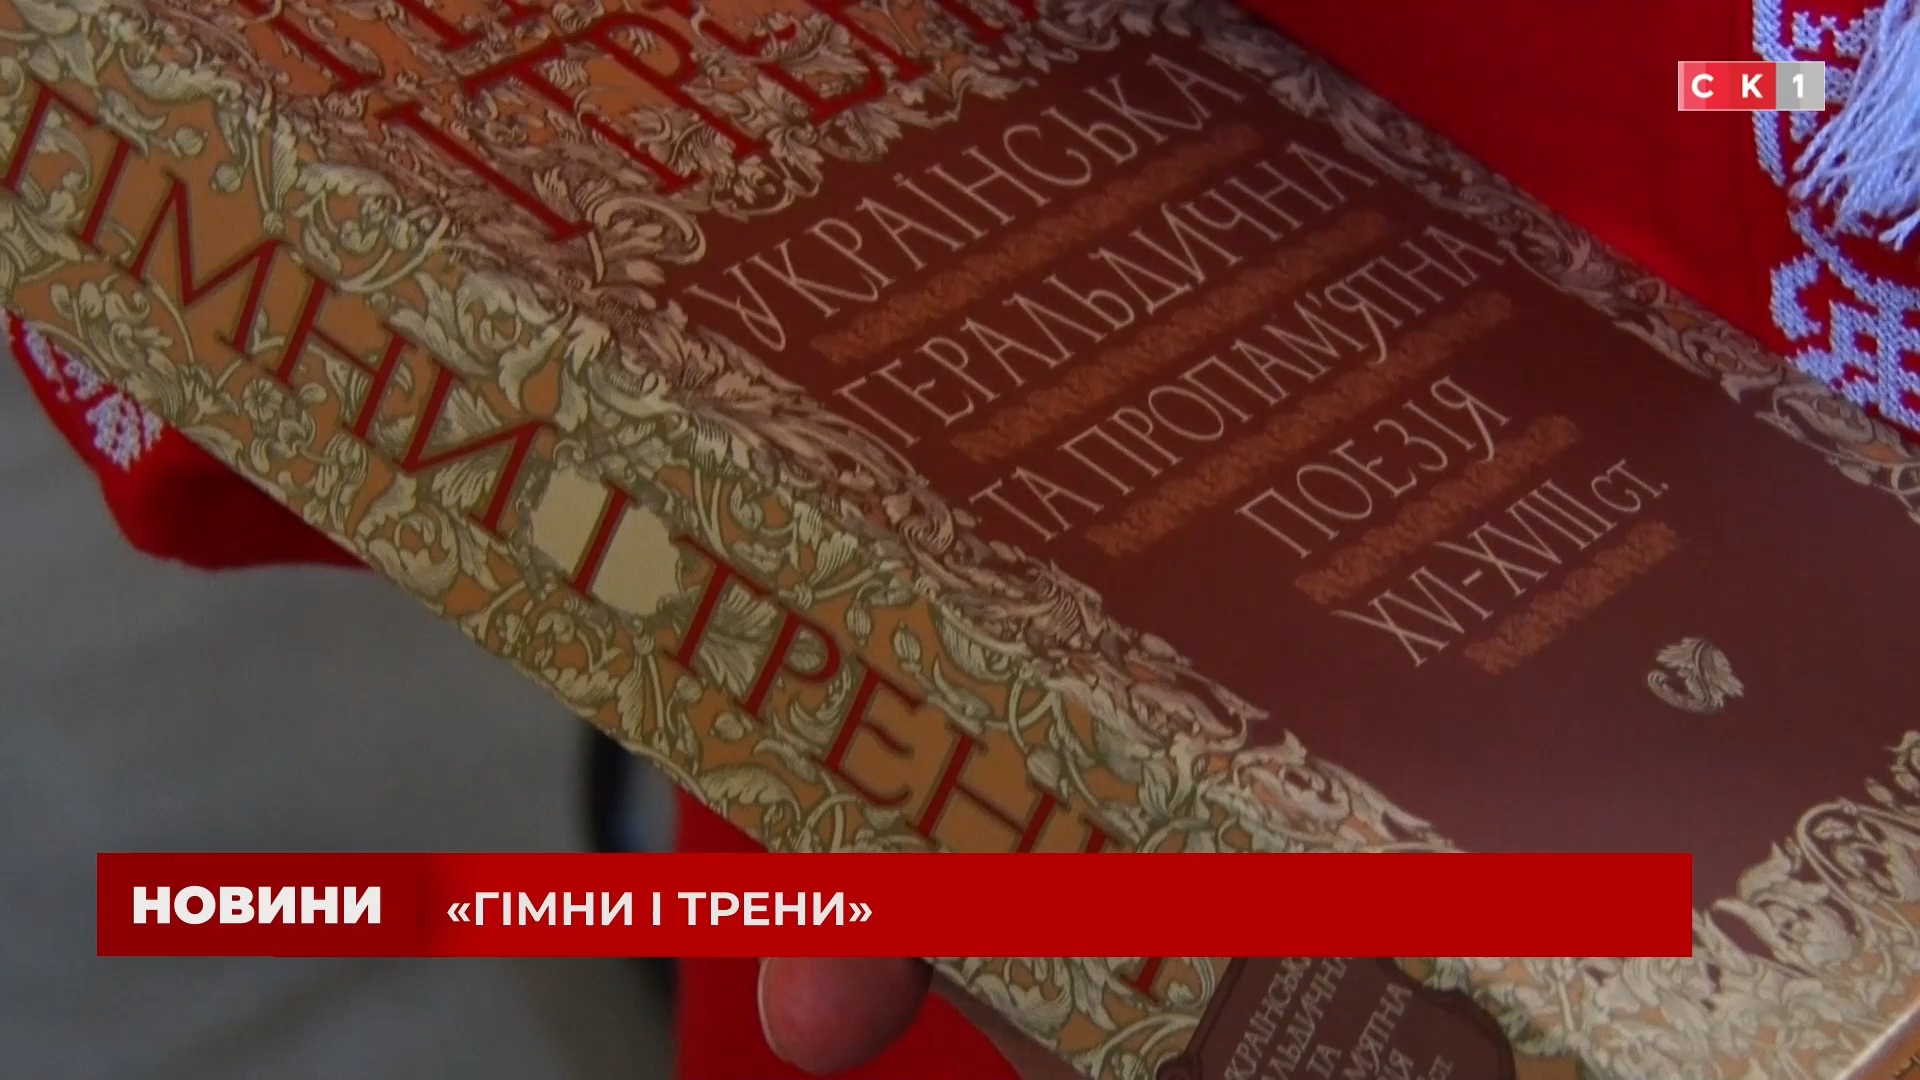 СК1
ГІМНИ І ТРЕНИ
УКРАЇНСЬКА
ГЕРАЛЬДИЧНА
ТА ПРОПАМ'ЯТНА
ПОЕЗІЯ
XVI-XVIII СТ.
НОВИНИ
«ГІМНИ І ТРЕНИ»